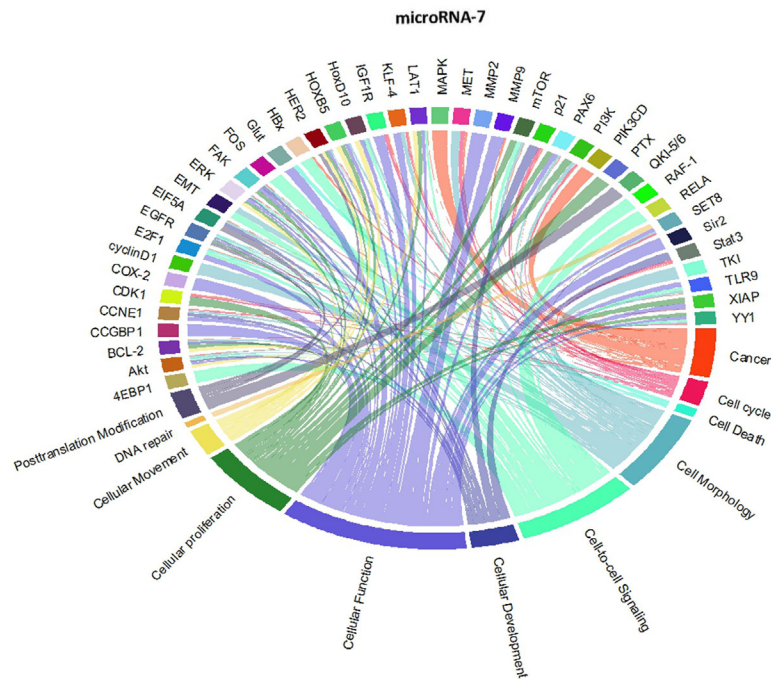 microRNA-7
4EBP1
Akt
BCL-2
CCGBP1
CCNE1
CDK1
COX-2
cyclinD1
E2F1
EGFR
EIF5A
EMT
ERK
FAK
FOS
Glut
HBx
HER2
HOXB5
HoxD10
IGF1R
KLF-4
LAT1
MAPK
MET
MMP2
MMP9
mTOR
p21
PAX6
PI3K
PIK3CD
PTX
QKI-5/6
RAF-1
RELA
SET8
Sir2
Stat3
TKI
TLR9
XIAP
YY1
Cancer
Cell cycle
Cell Death
Cell Morphology
Cell-to-cell Signaling
Cellular Development
Cellular Function
Cellular proliferation
Cellular Movement
DNA repair
Posttranslation Modification